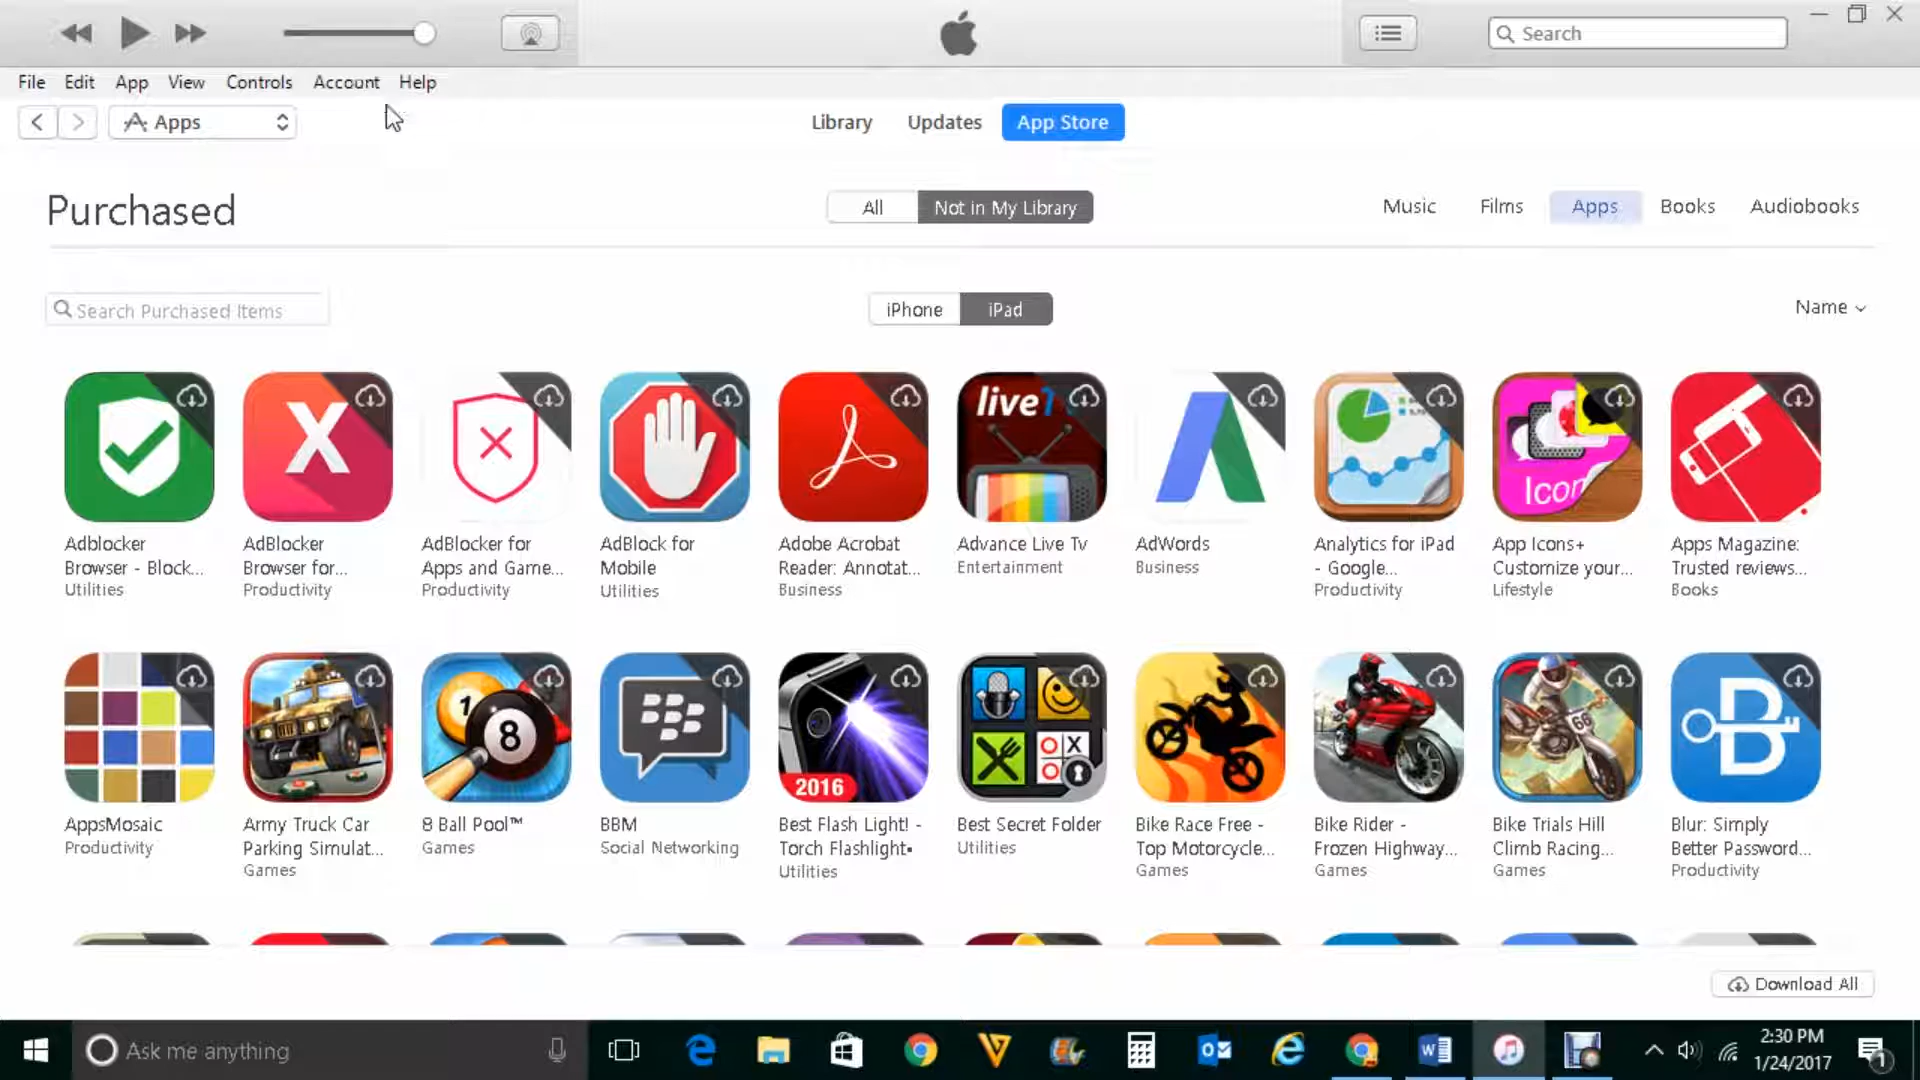 Search
File Edit App View Controls Account Help
Apps
Library Updates App Store
Purchased
All Not in My Library
Music Films Apps Books Audiobooks
Search Purchased Items
iPhone iPad
Name
live
Icon
Adblocker
Browser - Block...
Utilities
AdBlocker
Browser for...
Productivity
AdBlocker for
Apps and Game...
Productivity
AdBlock for
Mobile
Utilities
Adobe Acrobat
Reader: Annotat...
Business
Advance Live Tv
Entertainment
AdWords
Business
Analytics for iPad
- Google...
Productivity
App Icons+
Customize your...
Lifestyle
Apps Magazine:
Trusted reviews...
Books
1
8
2016
OX
O
66
B
AppsMosaic
Productivity
Army Truck Car
Parking Simulat...
Games
8 Ball Pool™
Games
BBM
Social Networking
Best Flash Light! -
Torch Flashlight▪
Utilities
Best Secret Folder
Utilities
Bike Race Free -
Top Motorcycle...
Games
Bike Rider -
Frozen Highway...
Games
Bike Trials Hill
Climb Racing...
Games
Blur: Simply
Better Password...
Productivity
Download All
Ask me anything
2:30 PM
1/24/2017
1